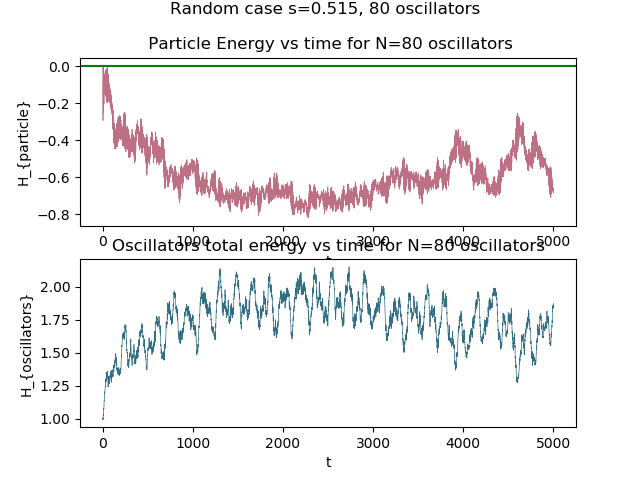 Random case s=0.515, 80 oscillators
Particle Energy vs time for N=80 oscillators
H_{particle}
0.0
−0.2
−0.4
−0.6
−0.8
0 1000 2000 3000 4000 5000
Oscillators total energy vs time for N=80 oscillators
H_{oscillators}
2.00
1.75
1.50
1.25
1.00
0 1000 2000 3000 4000 5000
t